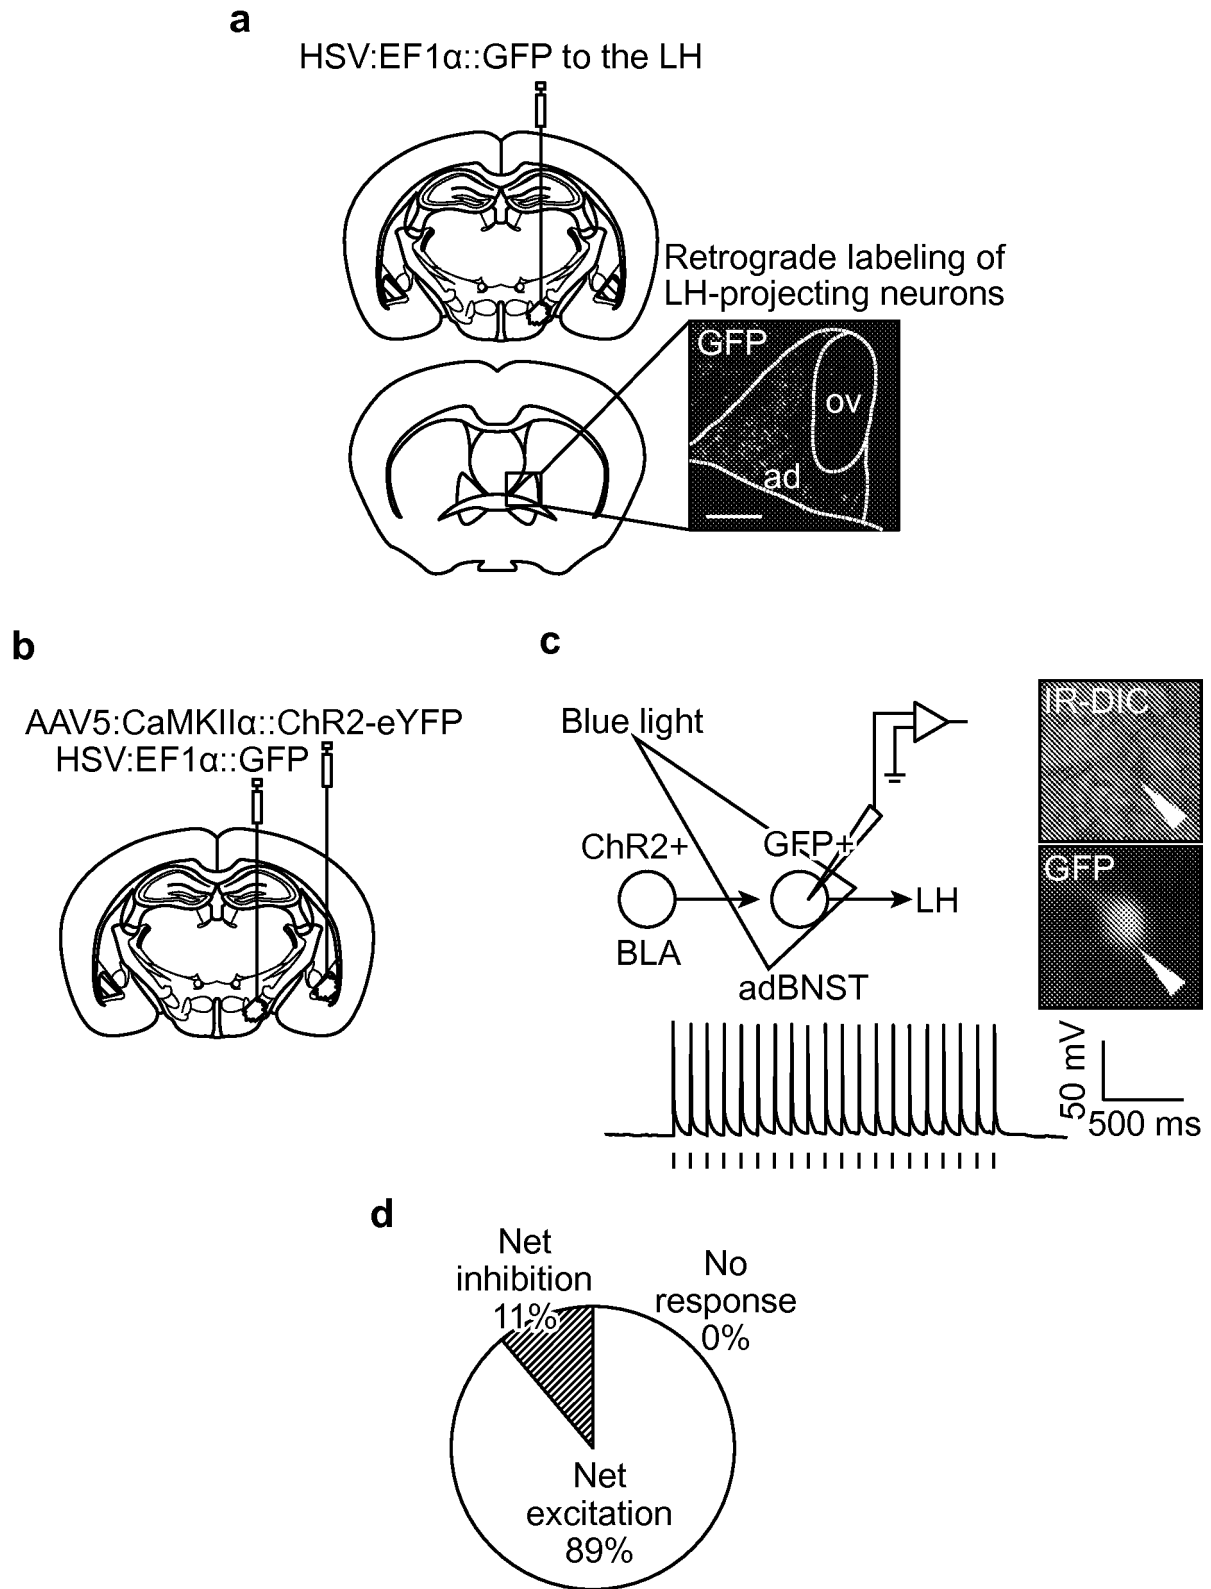 a
HSV:EF1α::GFP to the LH
Retrograde labeling of
LH-projecting neurons
GFP
ov
ad
b
AAV5:CaMKIIα::ChR2-eYFP
HSV:EF1α::GFP
c
Blue light
ChR2+
GFP+
LH
BLA
adBNST
IR-DIC
GFP
50 mV
500 ms
d
Net
inhibition
11%
No
response
0%
Net
excitation
89%